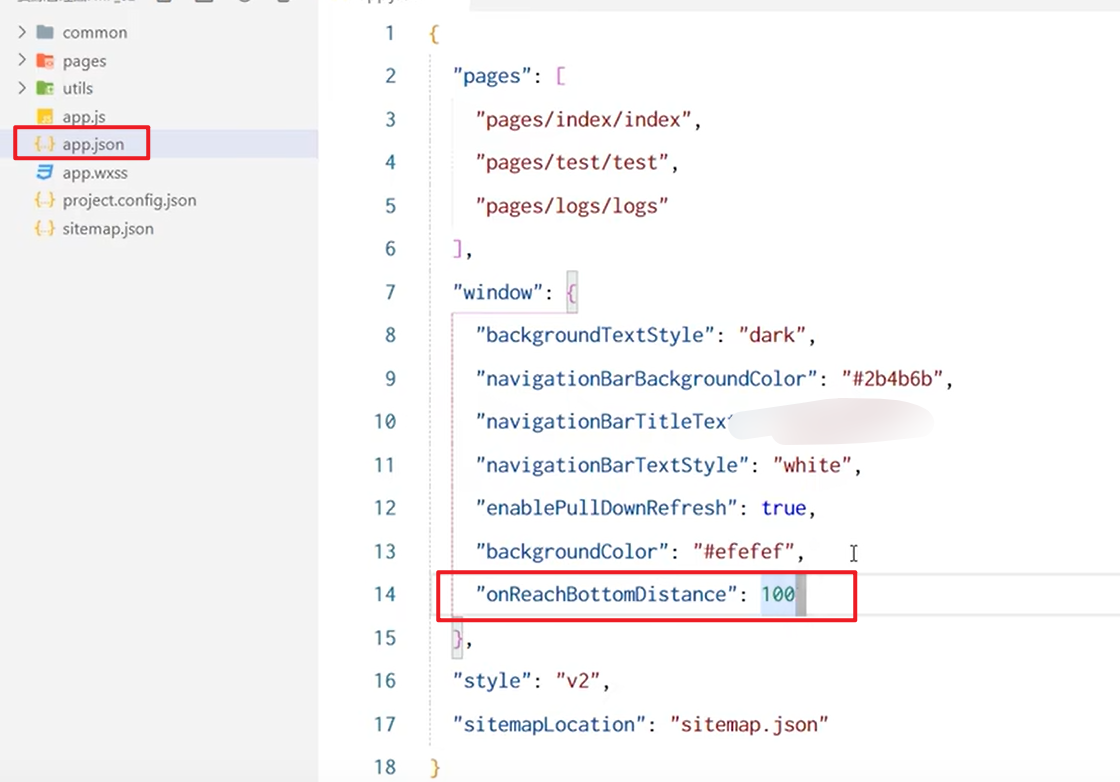 common
pages
utils
app.js
app.json
app.wxss
project.config.json
sitemap.json
1 {
2 "pages": [
3 "pages/index/index",
4 "pages/test/test",
5 "pages/logs/logs"
6 ],
7 "window": {
8 "backgroundTextStyle": "dark",
9 "navigationBarBackgroundColor": "#2b4b6b",
10 "navigationBarTitleText
11 "navigationBarTextStyle": "white",
12 "enablePullDownRefresh": true,
13 "backgroundColor": "#efefef",
14 "onReachBottomDistance": 100
15 },
16 "style": "v2",
17 "sitemapLocation": "sitemap.json"
18 }